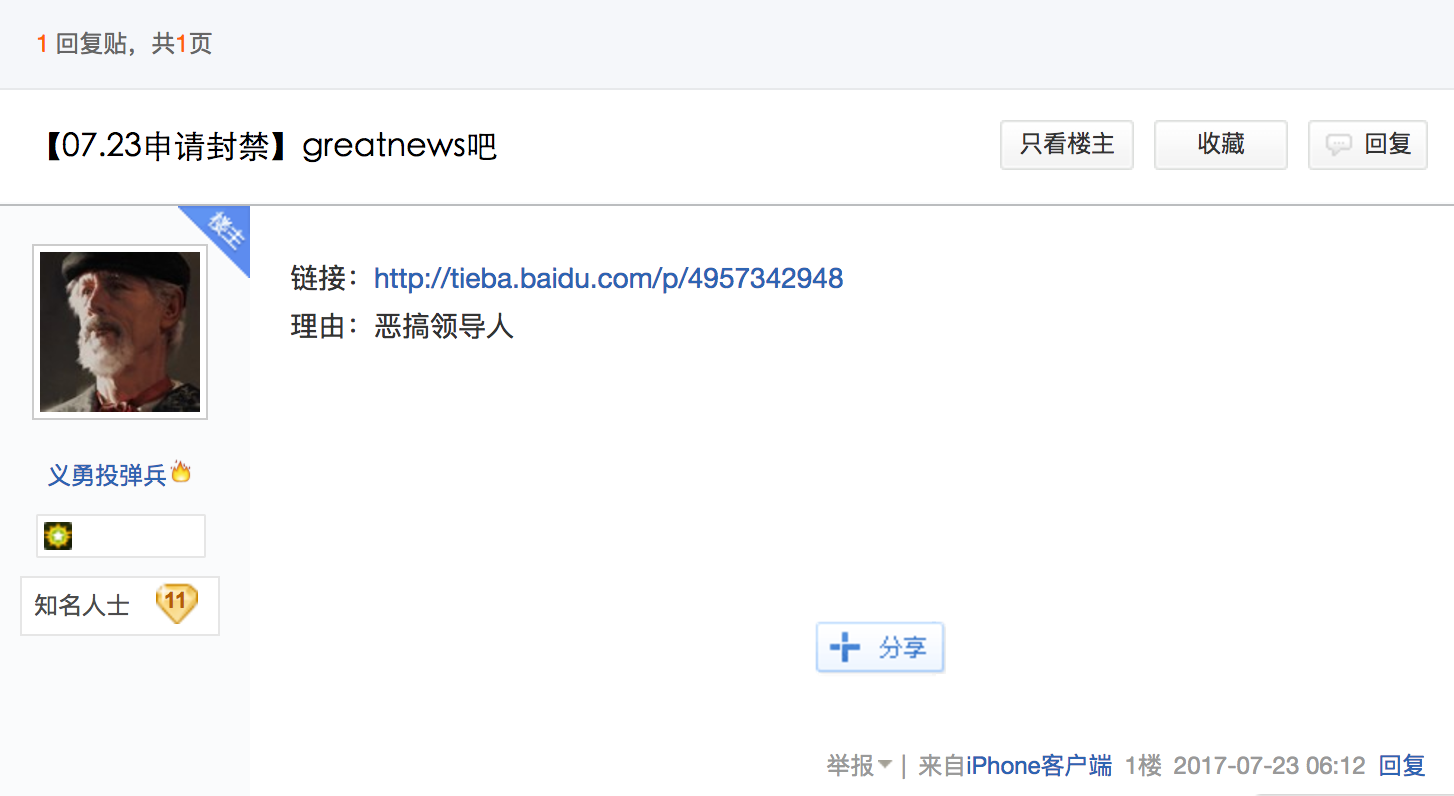 1 回复贴，共1页
【07.23申请封禁】greatnews吧
只看楼主
收藏
回复
楼主
链接：http://tieba.baidu.com/p/4957342948
理由：恶搞领导人
义勇投弹兵
知名人士 11
分享
举报 | 来自iPhone客户端 1楼 2017-07-23 06:12 回复